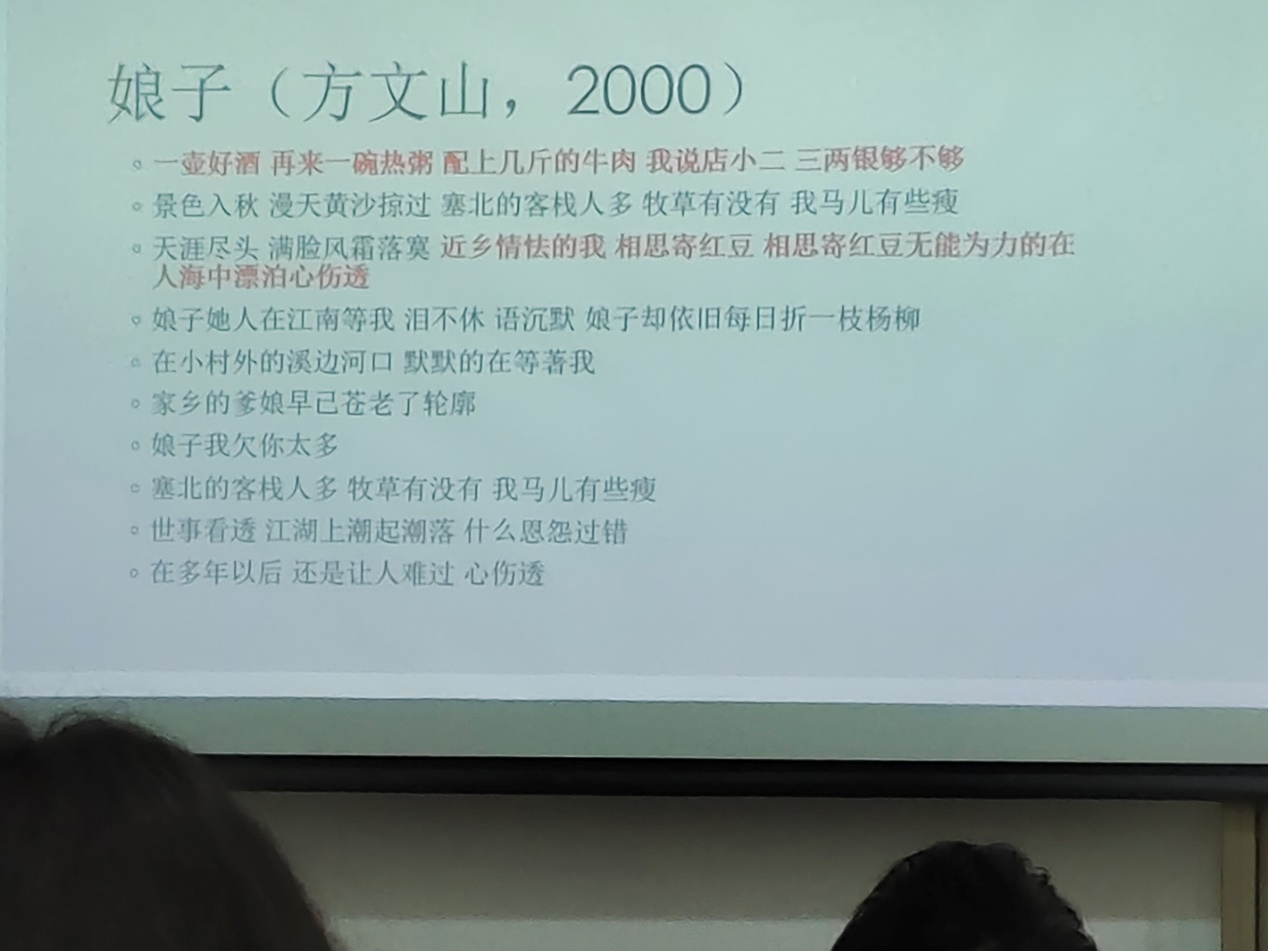 娘子（方文山，2000）
一壶好酒 再来一碗热粥 配上几斤的牛肉 我说店小二 三两银够不够
景色入秋 漫天黄沙掠过 塞北的客栈人多 牧草有没有 我马儿有些瘦
天涯尽头 满脸风霜落寞 近乡情怯的我 相思寄红豆 相思寄红豆无能为力的在
人海中漂泊心伤透
娘子她人在江南等我 泪不休 语沉默 娘子却依旧每日折一枝杨柳
在小村外的溪边河口 默默的在等著我
家乡的爹娘早已苍老了轮廓
娘子我欠你太多
塞北的客栈人多 牧草有没有 我马儿有些瘦
世事看透 江湖上潮起潮落 什么恩怨过错
在多年以后 还是让人难过 心伤透